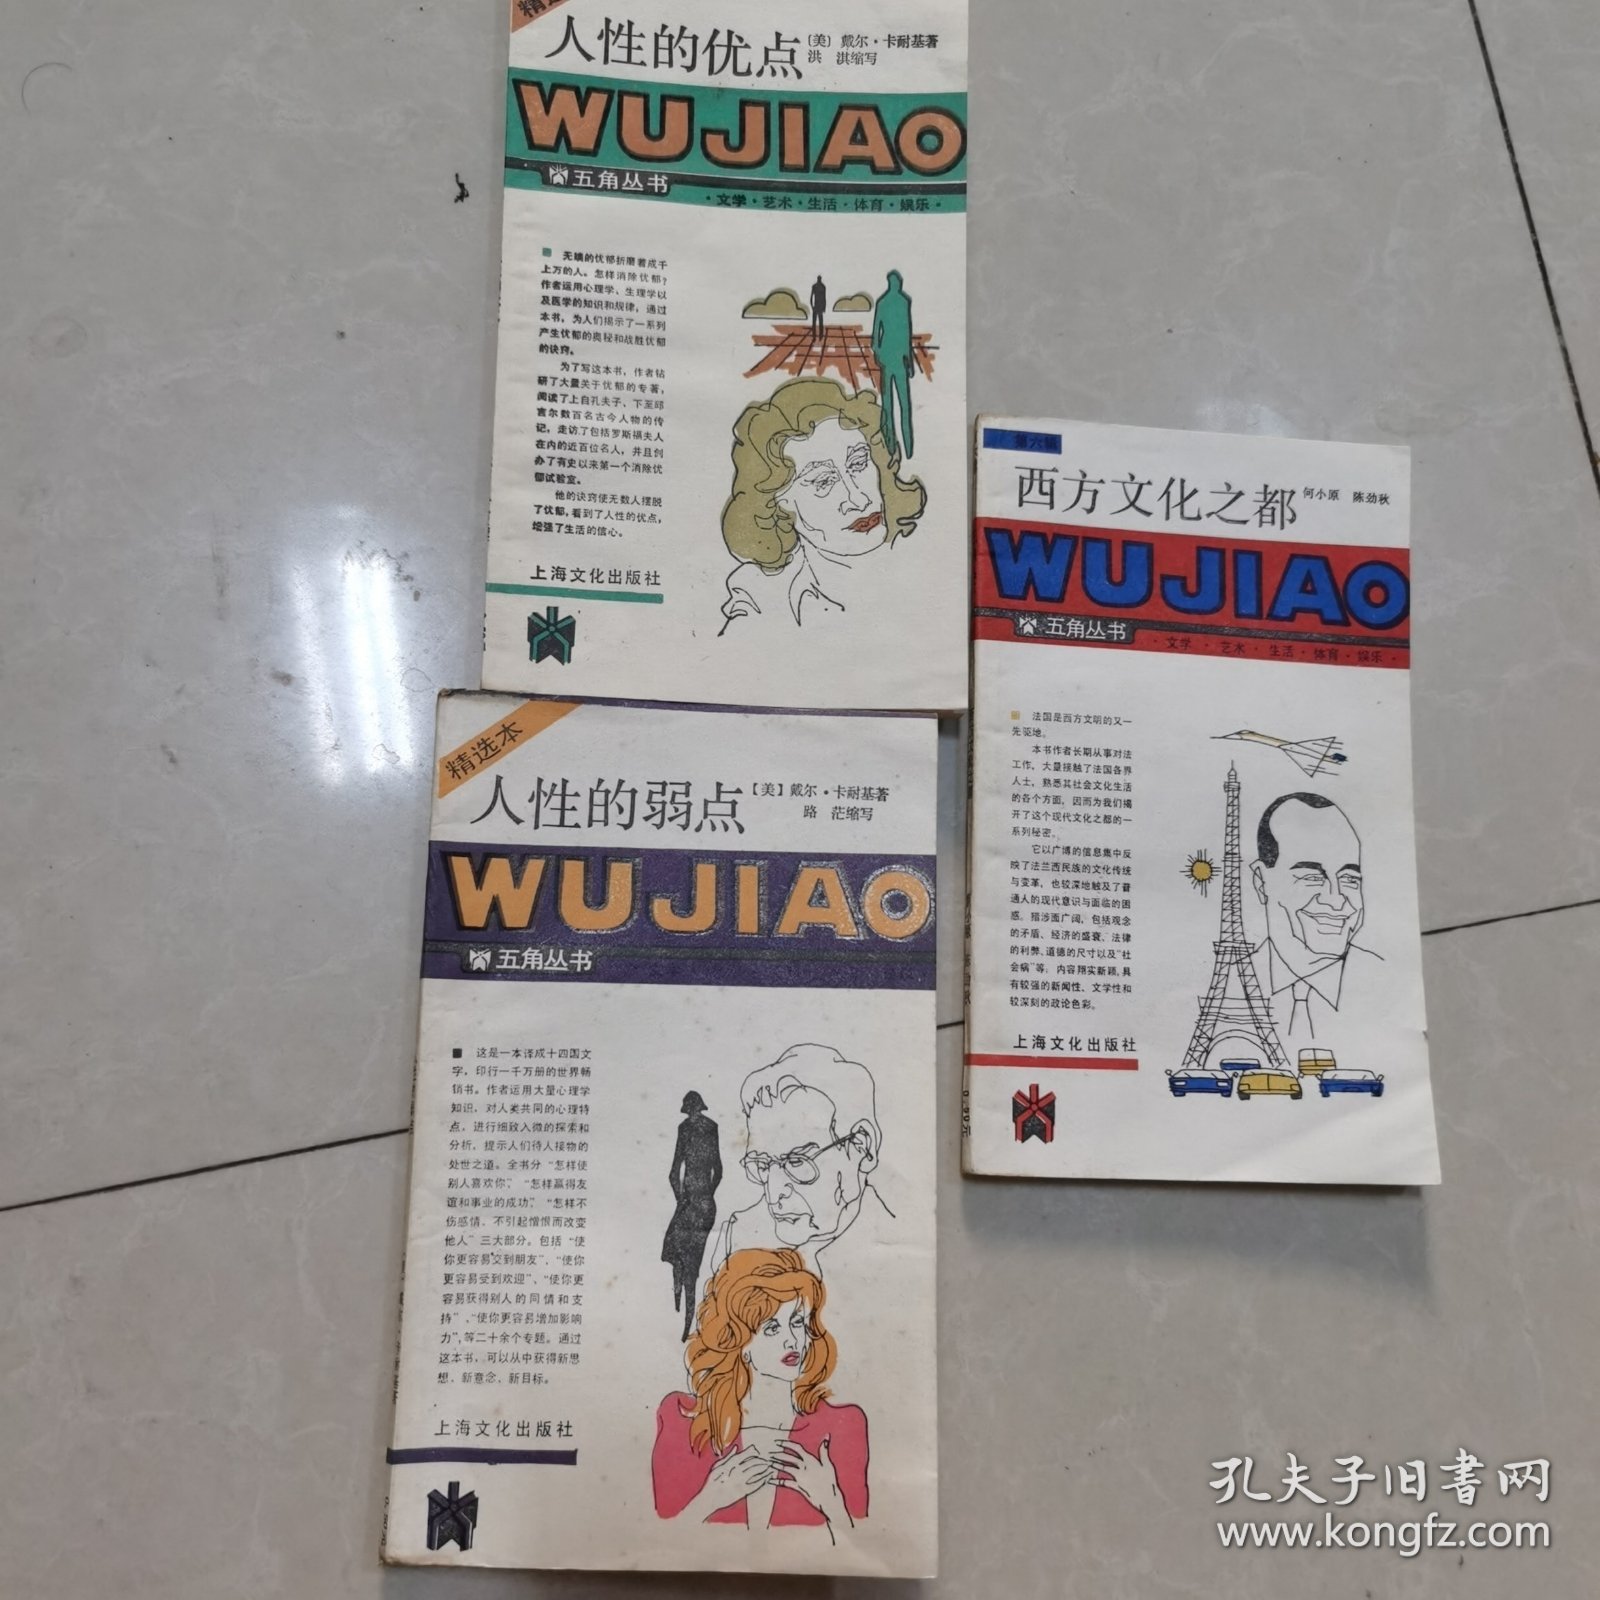 精选
人性的优点
〔美〕戴尔·卡耐基著
洪 淇缩写
WUJIAO
五角丛书
·文学·艺术·生活·体育·娱乐·
无端的忧郁折磨着成千
上万的人。怎样消除忧郁？
作者运用心理学、生理学以
及医学的知识和规律，通过
本书，为人们揭示了一系列
产生忧郁的奥秘和战胜忧郁
的诀窍。
为了写这本书，作者钻
研了大量关于忧郁的专著，
阅读了上自孔夫子、下至邱
吉尔数百名古今人物的传
记，走访了包括罗斯福夫人
在内的近百位名人，并且创
办了有史以来第一个消除忧
郁试验室。
他的诀窍使无数人摆脱
了忧郁，看到了人性的优点，
增强了生活的信心。
上海文化出版社
第六辑
西方文化之都
何小原 陈劲秋
WUJIAO
五角丛书
·文学·艺术·生活·体育·娱乐·
法国是西方文明的又一
先驱地。
本书作者长期从事对法
工作，大量接触了法国各界
人士，熟悉其社会文化生活
的各个方面，因而为我们揭
开了这个现代文化之都的一
系列秘密。
它以广博的信息集中反
映了法兰西民族的文化传统
与变革，也较深地触及了普
通人的现代意识与面临的困
惑。猎涉面广阔，包括观念
的矛盾、经济的盛衰、法律
的利弊、道德的尺寸以及“社
会病”等；内容翔实新颖，具
有较强的新闻性、文学性和
较深刻的政论色彩。
上海文化出版社
0.90元
精选本
人性的弱点
【美】戴尔·卡耐基著
路 茫缩写
WUJIAO
五角丛书
这是一本译成十四国文
字，印行一千万册的世界畅
销书。作者运用大量心理学
知识，对人类共同的心理特
点，进行细致入微的探索和
分析，提示人们待人接物的
处世之道。全书分“怎样使
别人喜欢你”、“怎样赢得友
谊和事业的成功”、“怎样不
伤感情、不引起憎恨而改变
他人”三大部分。包括“使
你更容易交到朋友”、“使你
更容易受到欢迎”、“使你更
容易获得别人的同情和支
持”、“使你更容易增加影响
力”，等二十余个专题。通过
这本书，可以从中获得新思
想、新意念、新目标。
上海文化出版社
孔夫子旧書网
www.kongfz.com